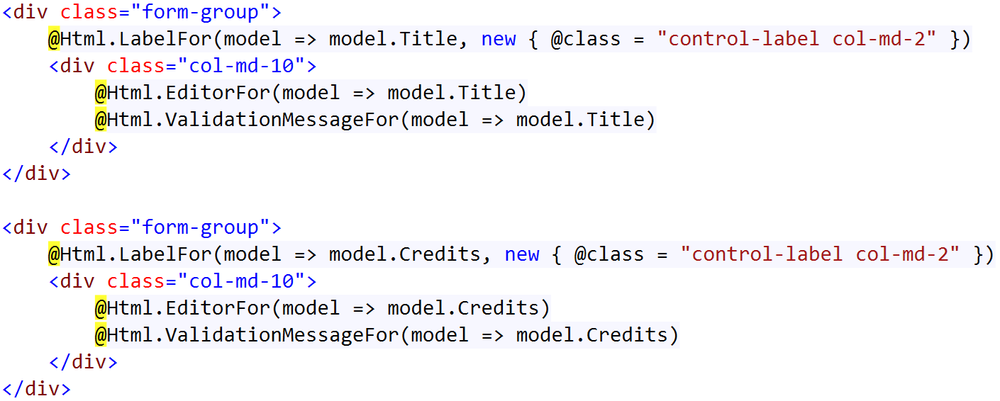 <div class="form-group">
    @Html.LabelFor(model => model.Title, new { @class = "control-label col-md-2" })
    <div class="col-md-10">
        @Html.EditorFor(model => model.Title)
        @Html.ValidationMessageFor(model => model.Title)
    </div>
</div>

<div class="form-group">
    @Html.LabelFor(model => model.Credits, new { @class = "control-label col-md-2" })
    <div class="col-md-10">
        @Html.EditorFor(model => model.Credits)
        @Html.ValidationMessageFor(model => model.Credits)
    </div>
</div>